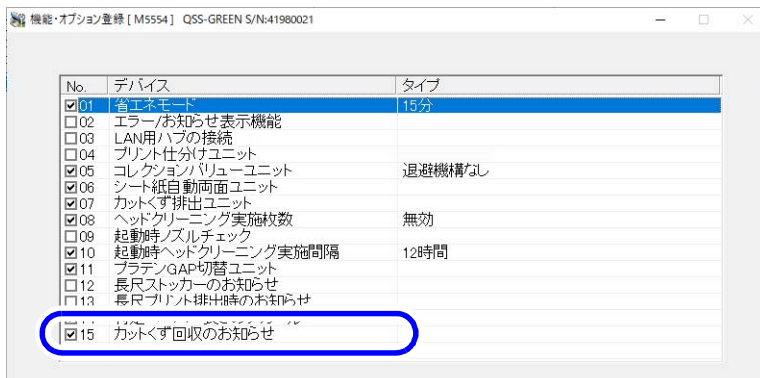 機能・オプション登録 [ M5554 ] QSS-GREEN S/N:41980021
No. デバイス タイプ
01 省エネモード 15分
02 エラー/お知らせ表示機能
03 LAN用ハブの接続
04 プリント仕分けユニット
05 コレクションバリューユニット 退避機構なし
06 シート紙自動両面ユニット
07 カットくず排出ユニット
08 ヘッドクリーニング実施枚数 無効
09 起動時ノズルチェック
10 起動時ヘッドクリーニング実施間隔 12時間
11 プラテンGAP切替ユニット
12 長尺ストッカーのお知らせ
13 長尺プリント排出時のお知らせ
15 カットくず回収のお知らせ